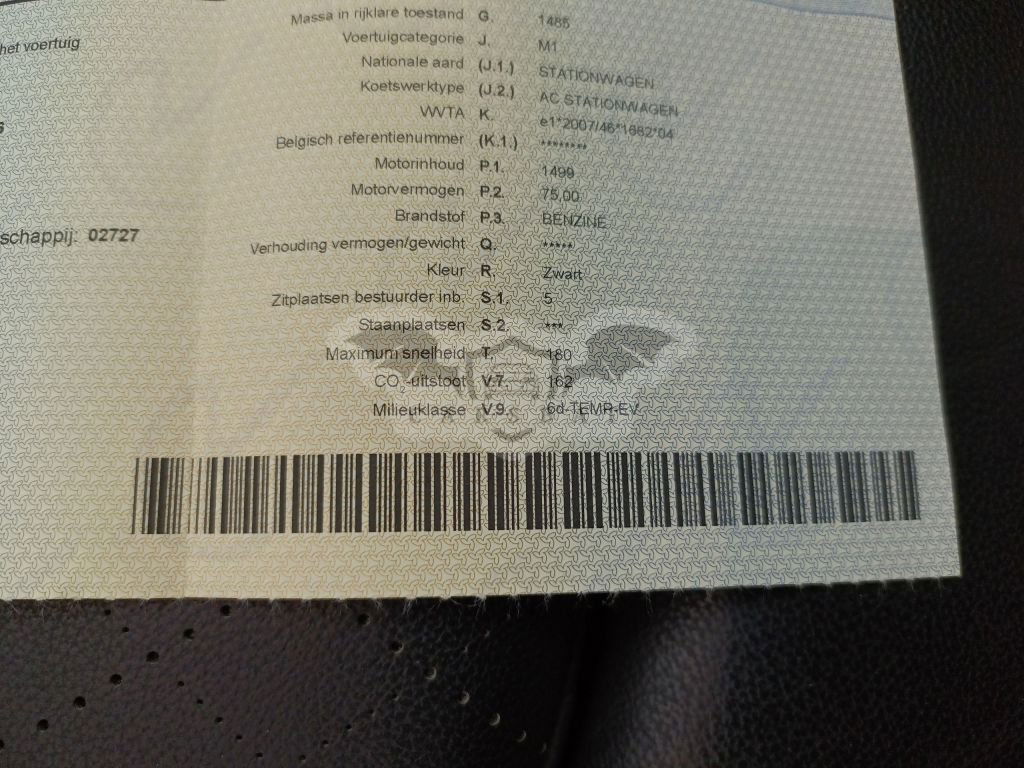 het voertuig
schappij: 02727
Massa in rijklare toestand G. 1485
Voertuigcategorie J. M1
Nationale aard (J.1.) STATIONWAGEN
Koetswerktype (J.2.) AC STATIONWAGEN
WVTA K. e1*2007/46*1682*04
Belgisch referentienummer (K.1.) ********
Motorinhoud P.1. 1499
Motorvermogen P.2. 75,00
Brandstof P.3. BENZINE
Verhouding vermogen/gewicht Q. *****
Kleur R. Zwart
Zitplaatsen bestuurder inb. S.1. 5
Staanplaatsen S.2. ***
Maximum snelheid T. 180
CO2-uitstoot V.7. 162
Milieuklasse V.9. 6d-TEMP-EV